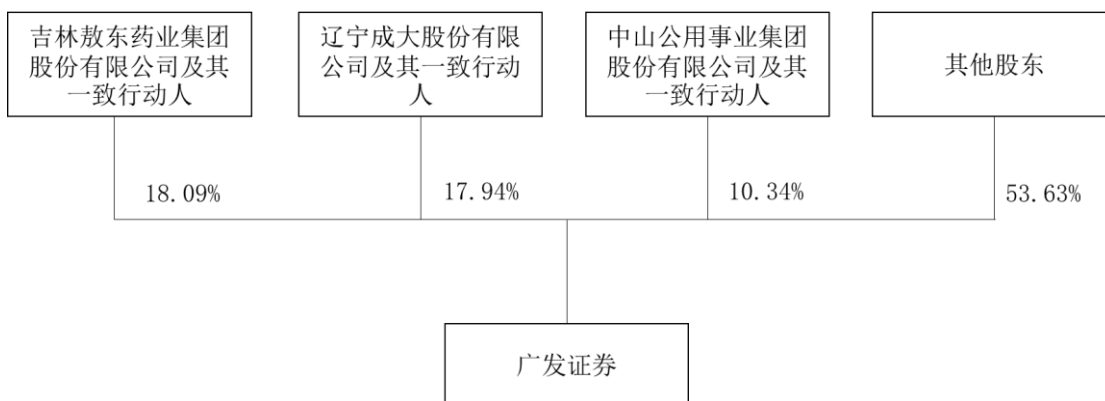 吉林敖东药业集团
股份有限公司及其
一致行动人
辽宁成大股份有限
公司及其一致行动
人
中山公用事业集团
股份有限公司及其
一致行动人
其他股东
18.09%
17.94%
10.34%
53.63%
广发证券